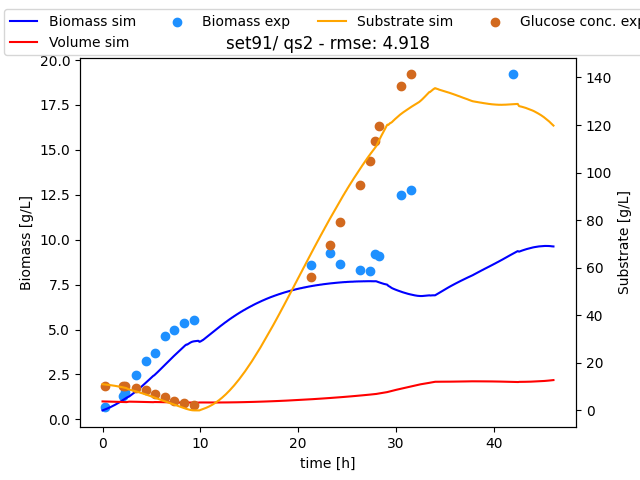 Biomass sim Biomass exp Substrate sim Glucose conc. exp
Volume sim
set91/ qs2 - rmse: 4.918
20.0
17.5
15.0
12.5
10.0
7.5
5.0
2.5
0.0
Biomass [g/L]
140
120
100
80
60
40
20
0
Substrate [g/L]
0 10 20 30 40
time [h]